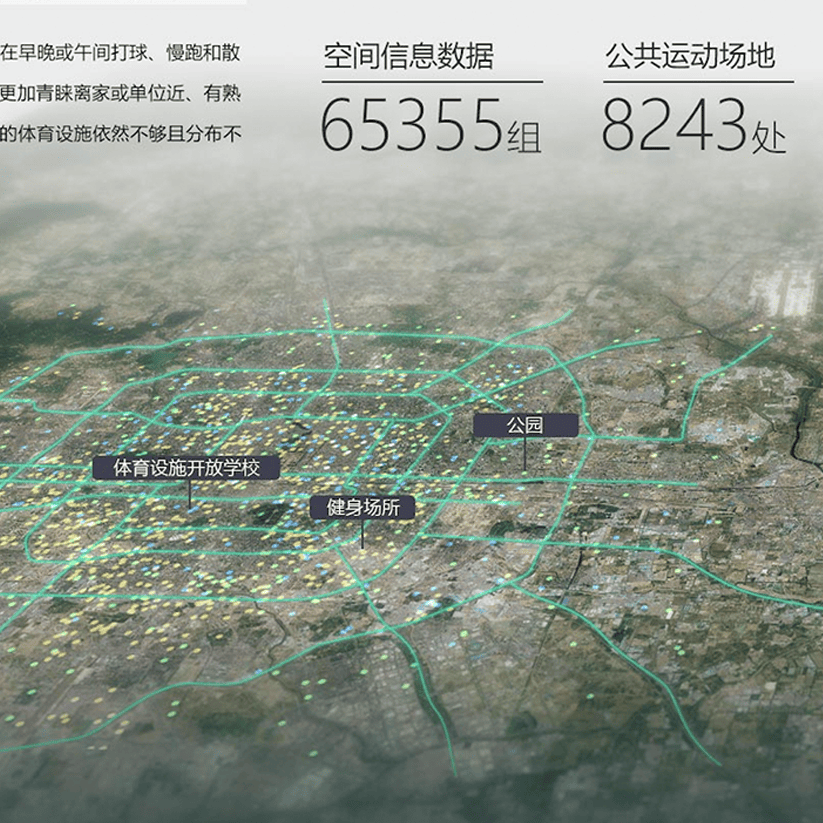 在早晚或午间打球、慢跑和散
更加青睐离家或单位近、有熟
的体育设施依然不够且分布不
空间信息数据
65355组
公共运动场地
8243处
公园
体育设施开放学校
健身场所